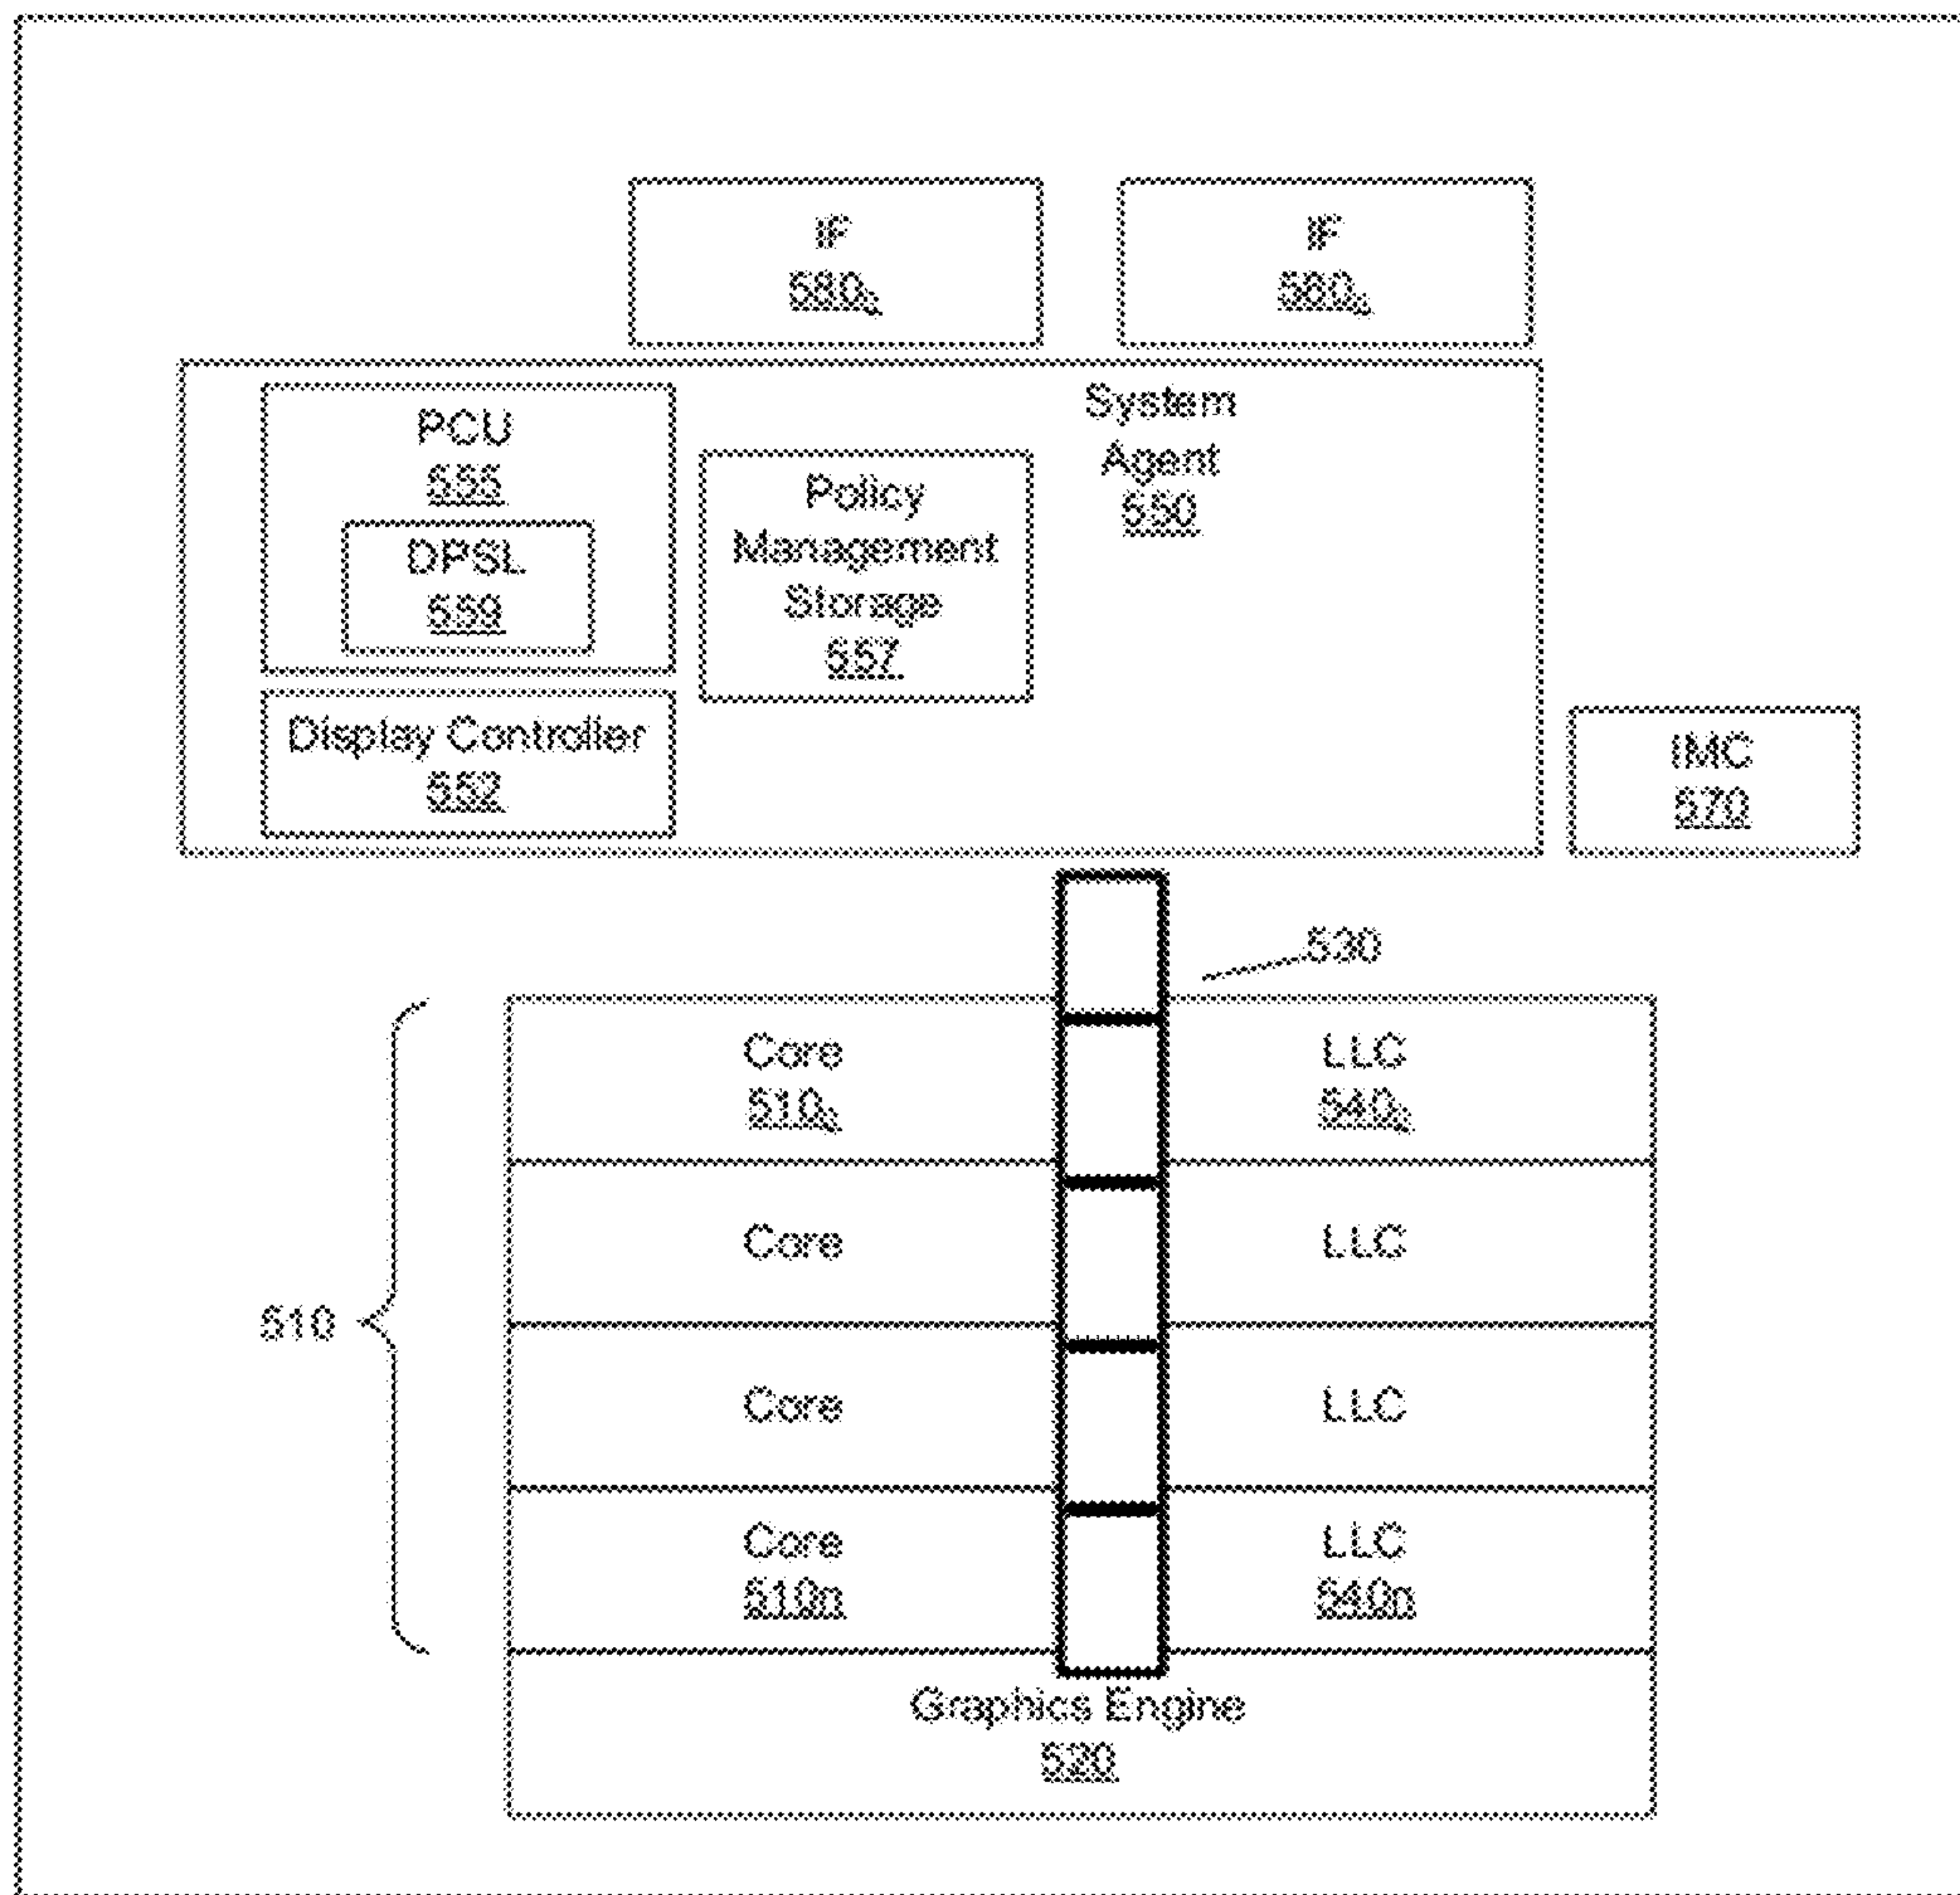 IF
580₀
IF
580ₙ
PCU
555
DPSL
559
Display Controller
552
Policy
Management
Storage
557
System
Agent
550
IMC
570
530
510
Core
510₀
LLC
540₀
Core
LLC
Core
LLC
Core
510n
LLC
540n
Graphics Engine
520